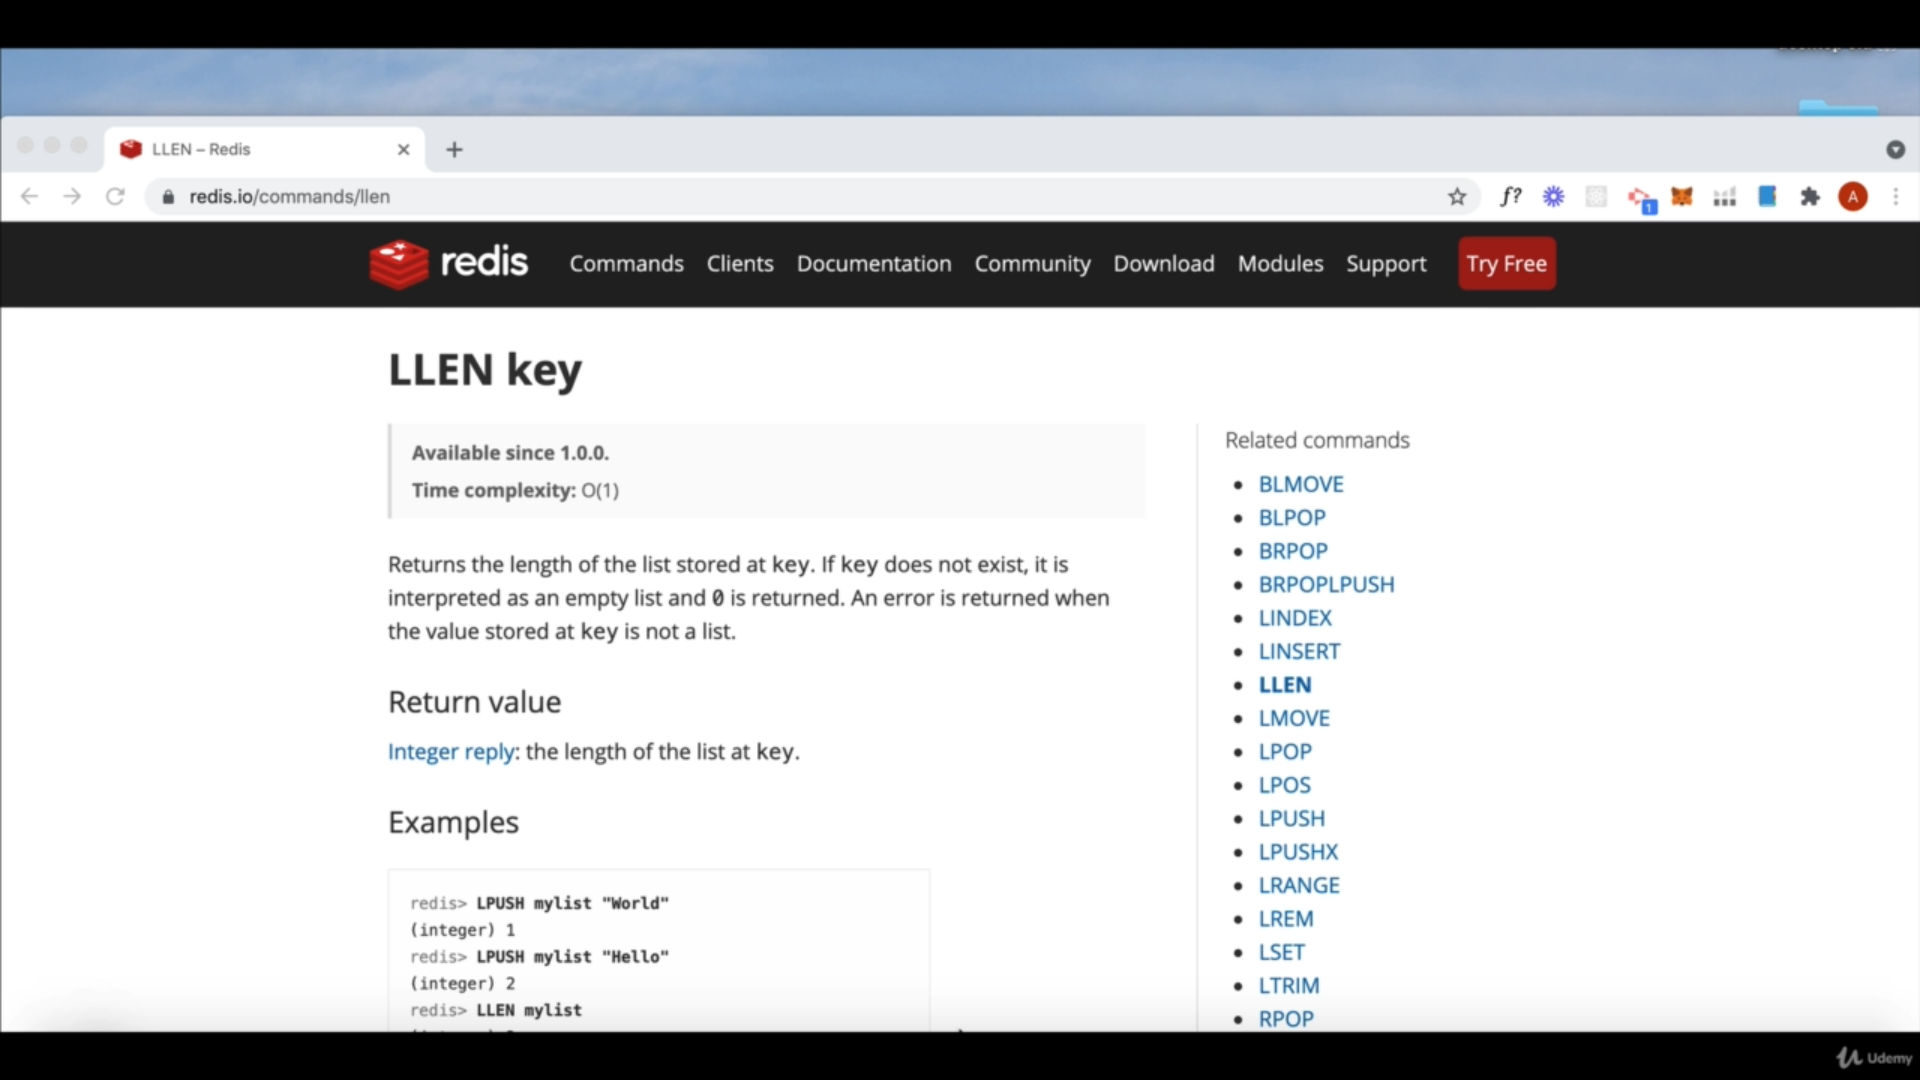 LLEN – Redis
redis.io/commands/llen
f?
1
A
redis
Commands
Clients
Documentation
Community
Download
Modules
Support
Try Free
LLEN key
Available since 1.0.0.
Time complexity: O(1)
Returns the length of the list stored at key. If key does not exist, it is
interpreted as an empty list and 0 is returned. An error is returned when
the value stored at key is not a list.
Return value
Integer reply: the length of the list at key.
Examples
redis> LPUSH mylist "World"
(integer) 1
redis> LPUSH mylist "Hello"
(integer) 2
redis> LLEN mylist
Related commands
BLMOVE
BLPOP
BRPOP
BRPOPLPUSH
LINDEX
LINSERT
LLEN
LMOVE
LPOP
LPOS
LPUSH
LPUSHX
LRANGE
LREM
LSET
LTRIM
RPOP
Udemy